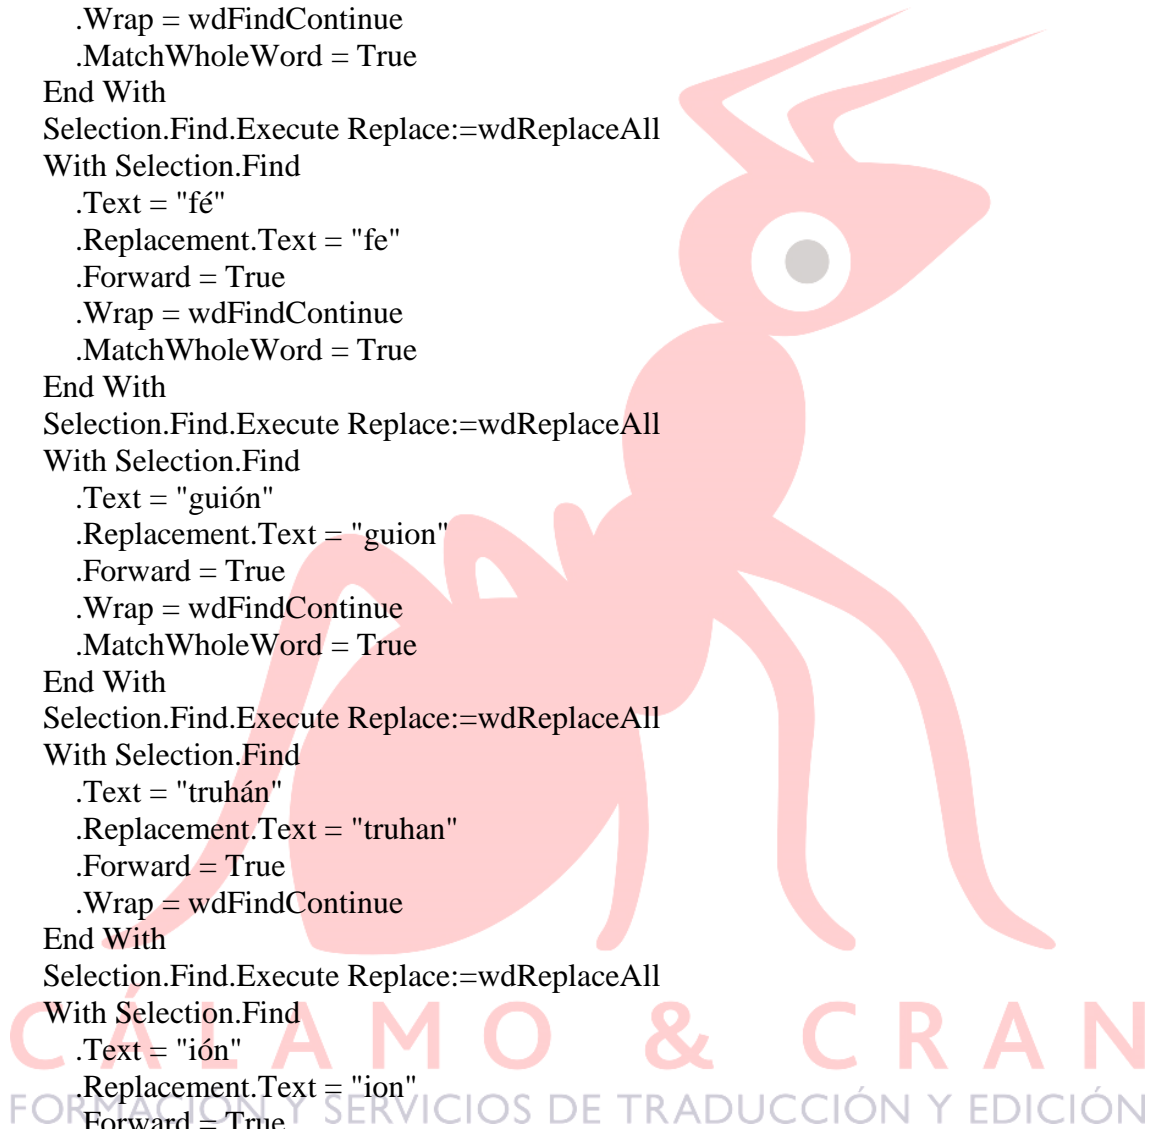 .Wrap = wdFindContinue
.MatchWholeWord = True
End With
Selection.Find.Execute Replace:=wdReplaceAll
With Selection.Find
.Text = "fé"
.Replacement.Text = "fe"
.Forward = True
.Wrap = wdFindContinue
.MatchWholeWord = True
End With
Selection.Find.Execute Replace:=wdReplaceAll
With Selection.Find
.Text = "guión"
.Replacement.Text = "guion"
.Forward = True
.Wrap = wdFindContinue
.MatchWholeWord = True
End With
Selection.Find.Execute Replace:=wdReplaceAll
With Selection.Find
.Text = "truhán"
.Replacement.Text = "truhan"
.Forward = True
.Wrap = wdFindContinue
End With
Selection.Find.Execute Replace:=wdReplaceAll
With Selection.Find
.Text = "ión"
.Replacement.Text = "ion"
.Forward = True
CÁLAMO & CRAN
FORMACIÓN Y SERVICIOS DE TRADUCCIÓN Y EDICIÓN